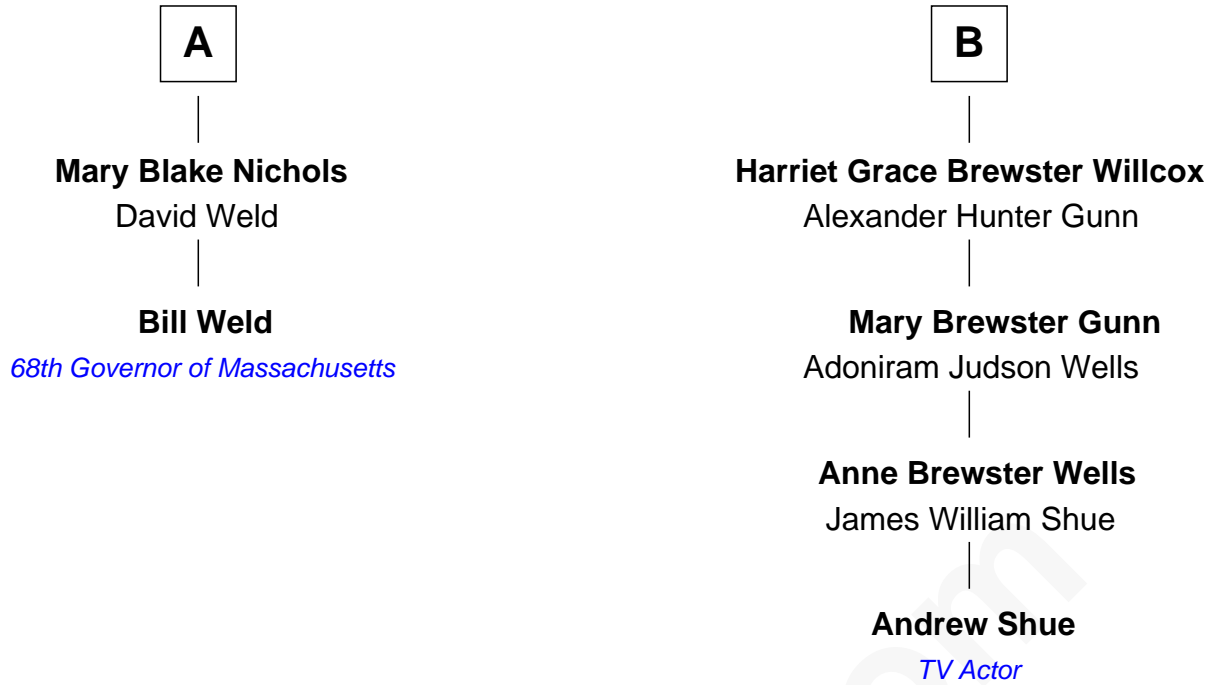 A
Mary Blake Nichols
David Weld
Bill Weld
68th Governor of Massachusetts
B
Harriet Grace Brewster Willcox
Alexander Hunter Gunn
Mary Brewster Gunn
Adoniram Judson Wells
Anne Brewster Wells
James William Shue
Andrew Shue
TV Actor